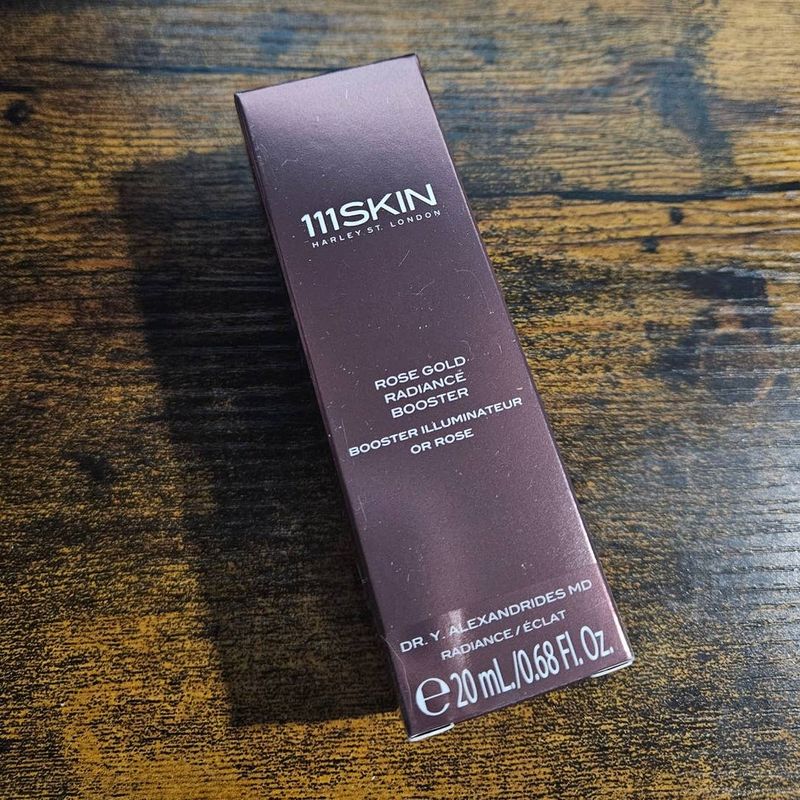 111SKIN
HARLEY ST. LONDON
ROSE GOLD
RADIANCE
BOOSTER
BOOSTER ILLUMINATEUR
OR ROSE
DR. Y. ALEXANDRIDES MD
RADIANCE / ÉCLAT
℮ 20 mL./0.68 Fl. Oz.